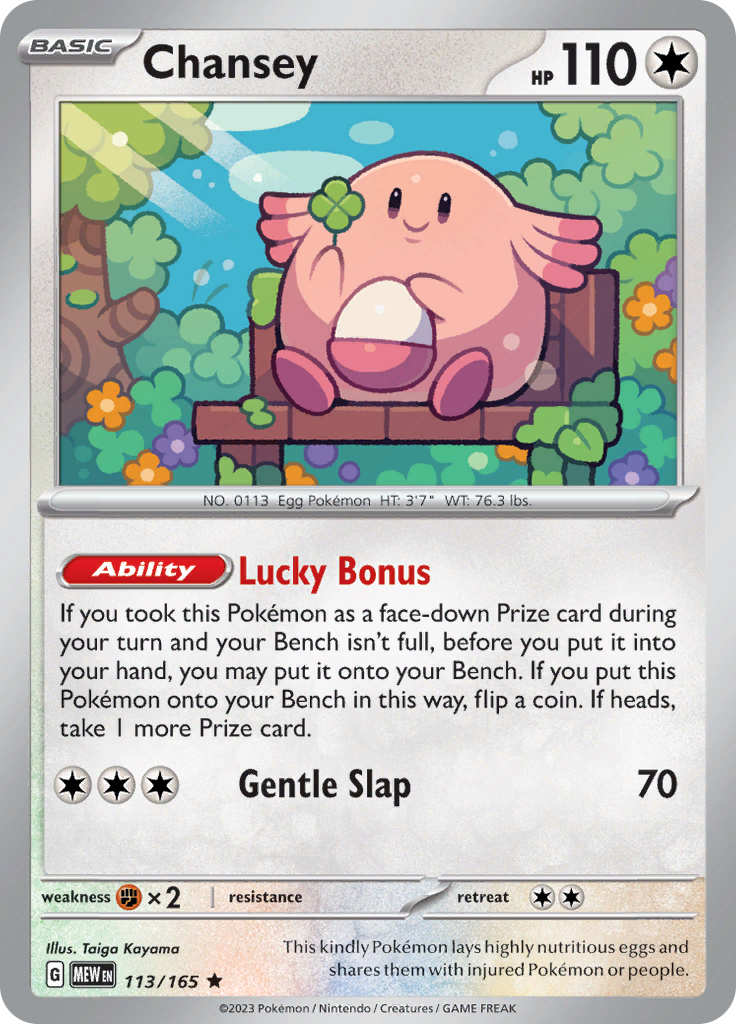 BASIC
Chansey
HP 110
NO. 0113 Egg Pokémon HT: 3'7" WT: 76.3 lbs.
Ability Lucky Bonus
If you took this Pokémon as a face-down Prize card during
your turn and your Bench isn't full, before you put it into
your hand, you may put it onto your Bench. If you put this
Pokémon onto your Bench in this way, flip a coin. If heads,
take 1 more Prize card.
Gentle Slap 70
weakness ×2 resistance retreat
Illus. Taiga Kayama
This kindly Pokémon lays highly nutritious eggs and
shares them with injured Pokémon or people.
G MEW EN 113/165 ★
©2023 Pokémon / Nintendo / Creatures / GAME FREAK